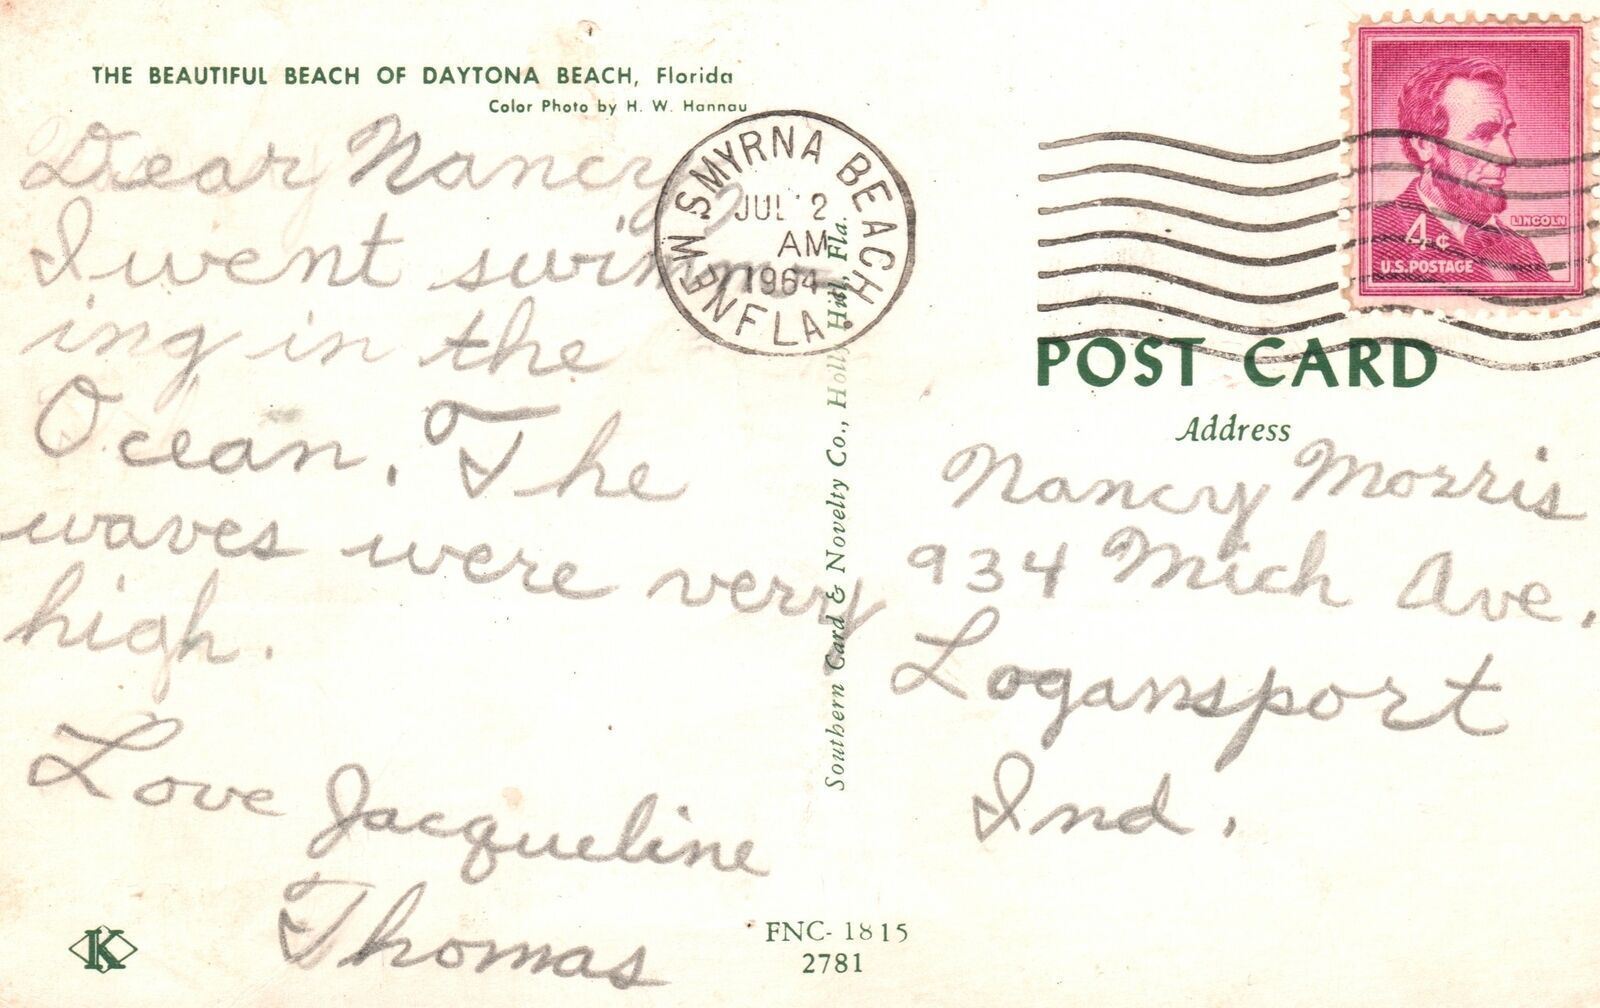 THE BEAUTIFUL BEACH OF DAYTONA BEACH, Florida
Color Photo by H. W. Hannau
Dear Nancy,
I went swimm
ing in the
Ocean. The
waves were very
high.
Love Jacqueline
Thomas
K
NEW SMYRNA BEACH
JUL 2
AM
1964
FLA.
Southern Card & Novelty Co., Holly Hill, Fla.
FNC-1815
2781
LINCOLN
4¢
U.S. POSTAGE
POST CARD
Address
Nancy Morris
934 Mich Ave.
Logansport
Ind.